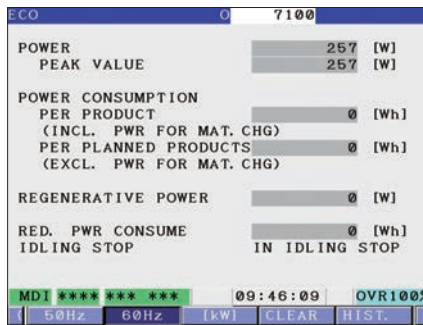 ECO O 7100
POWER 257 [W]
PEAK VALUE 257 [W]
POWER CONSUMPTION
PER PRODUCT 0 [Wh]
(INCL. PWR FOR MAT. CHG)
PER PLANNED PRODUCTS 0 [Wh]
(EXCL. PWR FOR MAT. CHG)
REGENERATIVE POWER 0 [W]
RED. PWR CONSUME 0 [Wh]
IDLING STOP IN IDLING STOP
MDI **** *** *** 09:46:09 OVR100%
( 50Hz 60Hz [kW] CLEAR HIST.